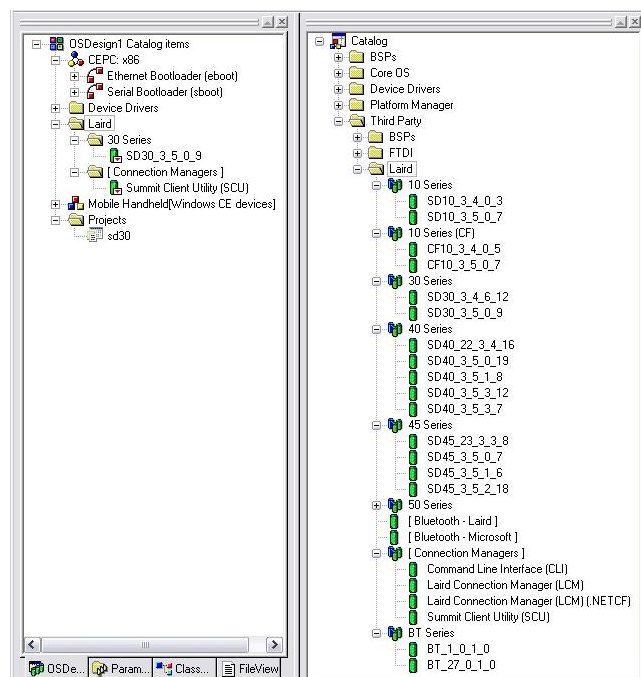 OSDesign1 Catalog items
CEPC: x86
Ethernet Bootloader (eboot)
Serial Bootloader (sboot)
Device Drivers
Laird
30 Series
SD30_3_5_0_9
[ Connection Managers ]
Summit Client Utility (SCU)
Mobile Handheld[Windows CE devices]
Projects
sd30
OSDe...
Param...
Class...
FileView
Catalog
BSPs
Core OS
Device Drivers
Platform Manager
Third Party
BSPs
FTDI
Laird
10 Series
SD10_3_4_0_3
SD10_3_5_0_7
10 Series (CF)
CF10_3_4_0_5
CF10_3_5_0_7
30 Series
SD30_3_4_6_12
SD30_3_5_0_9
40 Series
SD40_22_3_4_16
SD40_3_5_0_19
SD40_3_5_1_8
SD40_3_5_3_12
SD40_3_5_3_7
45 Series
SD45_23_3_3_8
SD45_3_5_0_7
SD45_3_5_1_6
SD45_3_5_2_18
50 Series
[ Bluetooth - Laird ]
[ Bluetooth - Microsoft ]
[ Connection Managers ]
Command Line Interface (CLI)
Laird Connection Manager (LCM)
Laird Connection Manager (LCM) (.NETCF)
Summit Client Utility (SCU)
BT Series
BT_1_0_1_0
BT_27_0_1_0